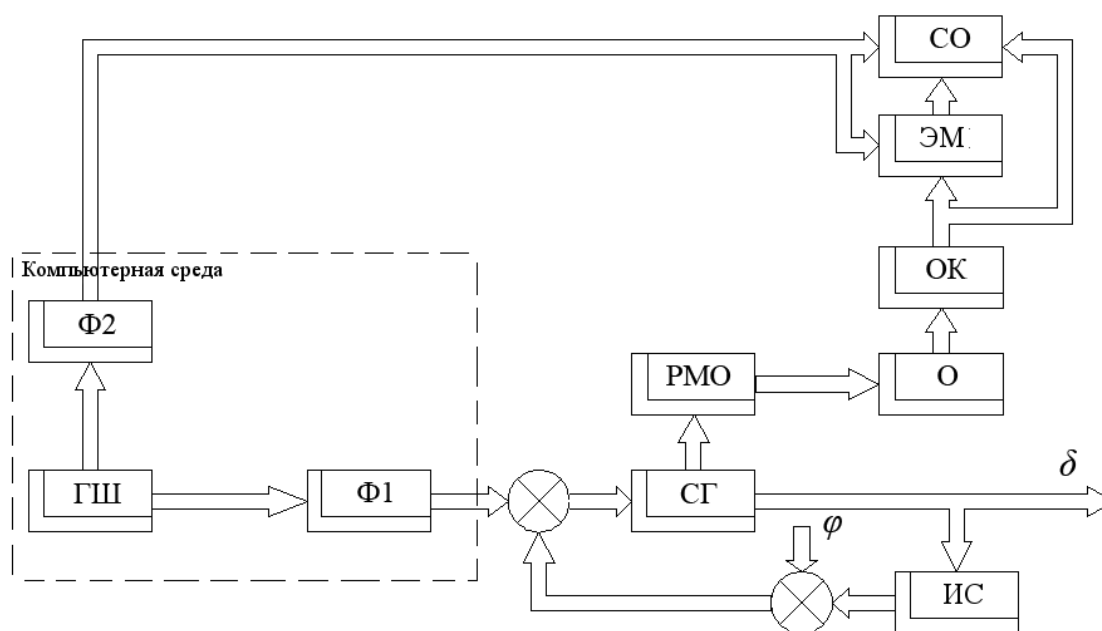 СО
ЭМ
ОК
Компьютерная среда
Ф2
РМО
О
ГШ
Ф1
СГ
δ
φ
ИС